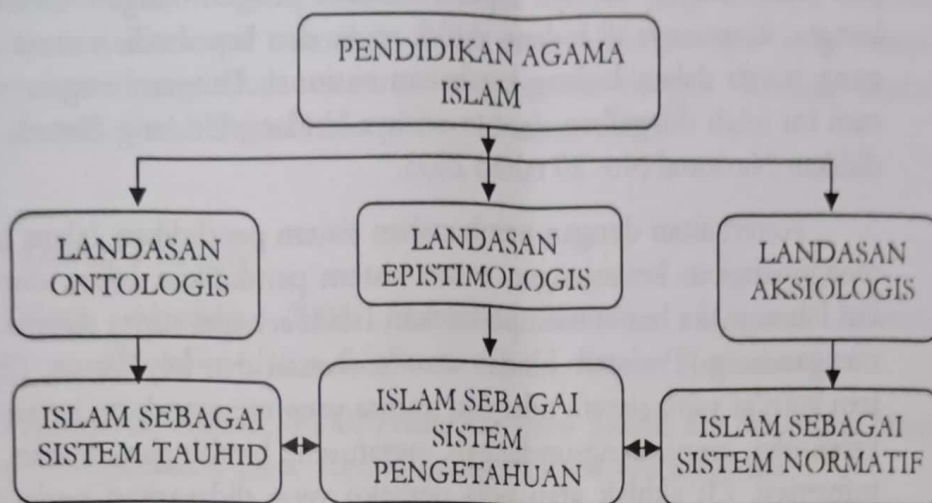 PENDIDIKAN AGAMA
ISLAM
LANDASAN
ONTOLOGIS
LANDASAN
EPISTIMOLOGIS
LANDASAN
AKSIOLOGIS
ISLAM SEBAGAI
SISTEM TAUHID
ISLAM SEBAGAI
SISTEM
PENGETAHUAN
ISLAM SEBAGAI
SISTEM NORMATIF